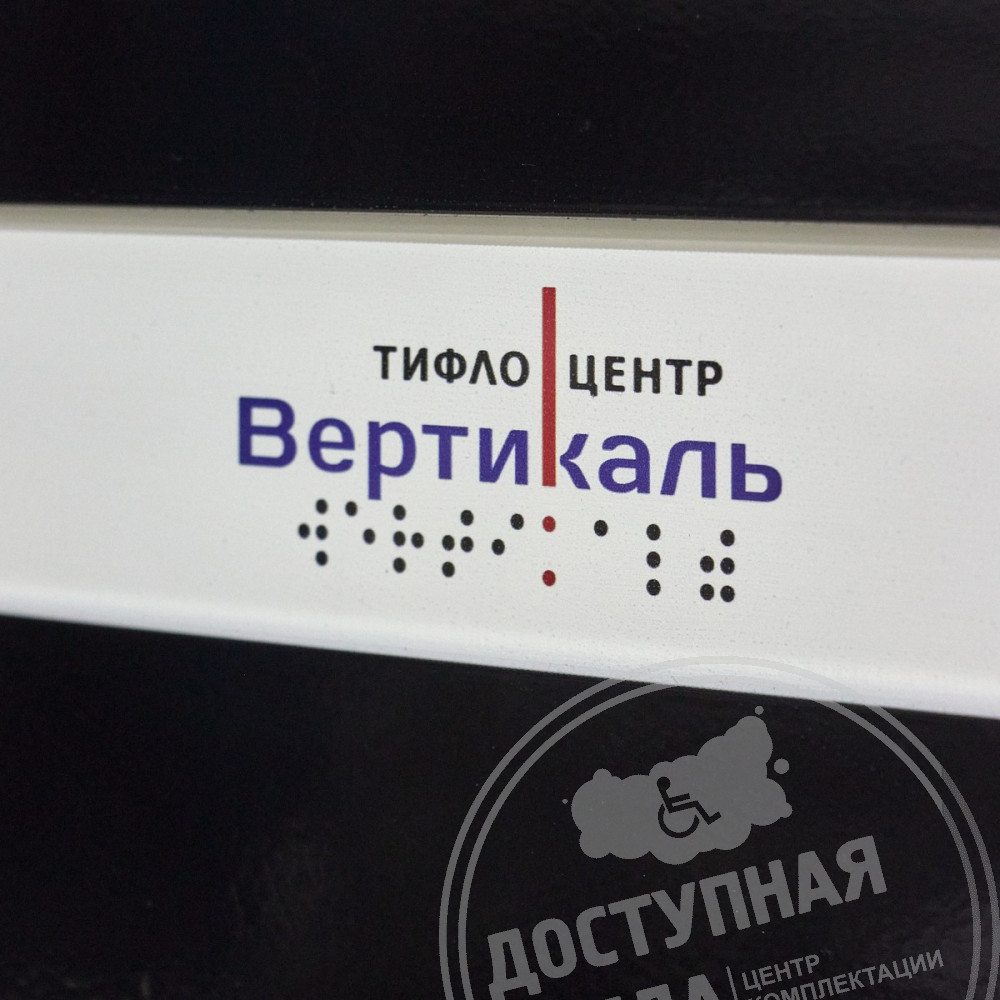 ТИФЛО ЦЕНТР
Вертикаль
⠺⠑⠗⠞⠊⠅⠁⠇⠾
ДОСТУПНАЯ
ЦЕНТР
КОМПЛЕКТАЦИИ